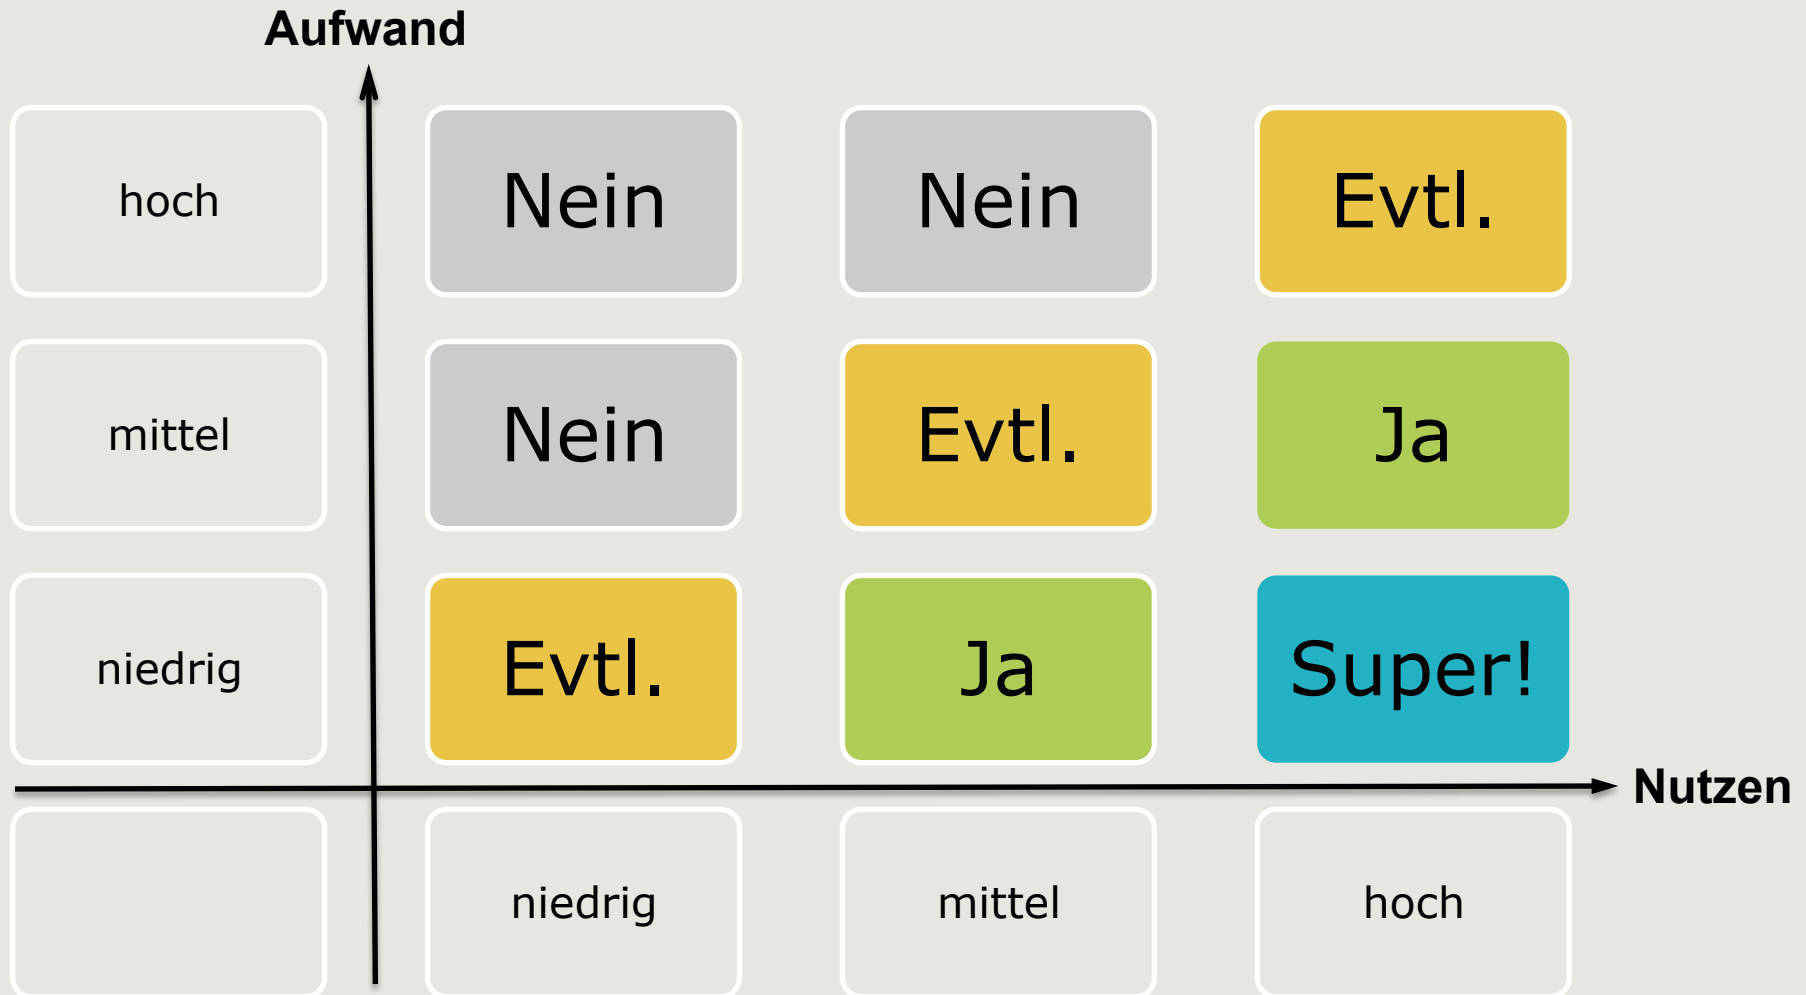 Aufwand
hoch
Nein
Nein
Evtl.
mittel
Nein
Evtl.
Ja
niedrig
Evtl.
Ja
Super!
Nutzen
niedrig
mittel
hoch